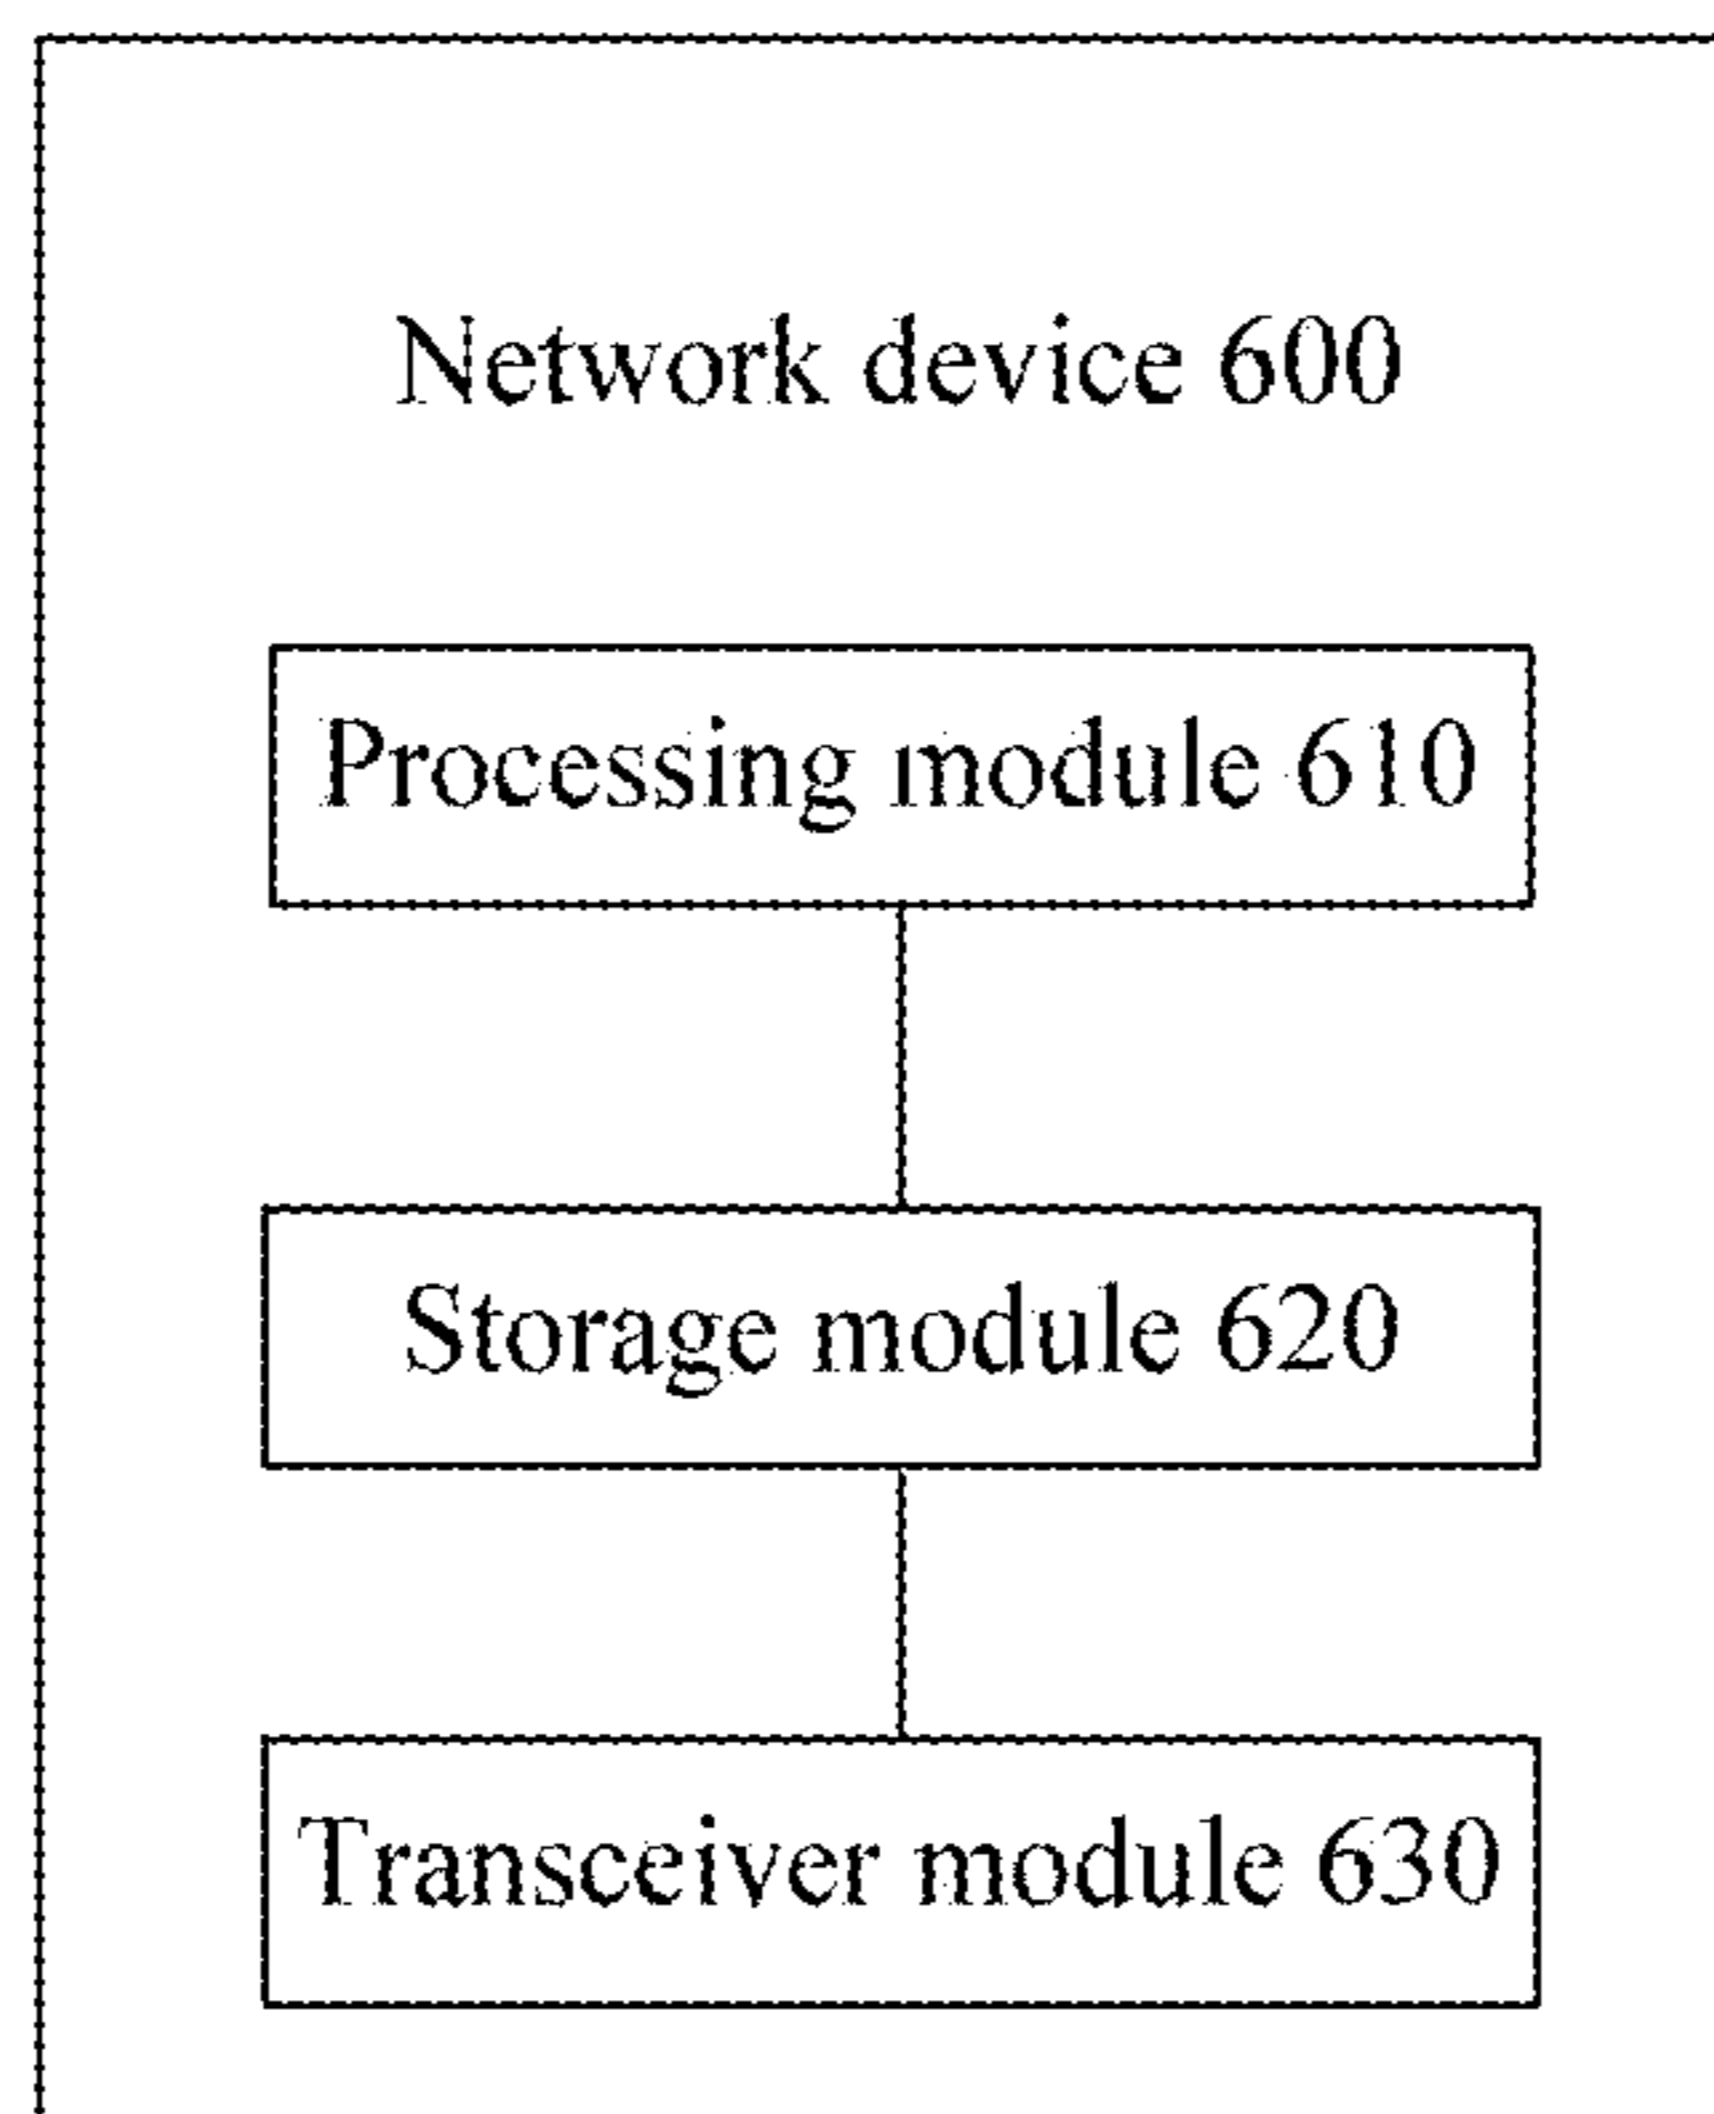 Network device 600
Processing module 610
Storage module 620
Transceiver module 630